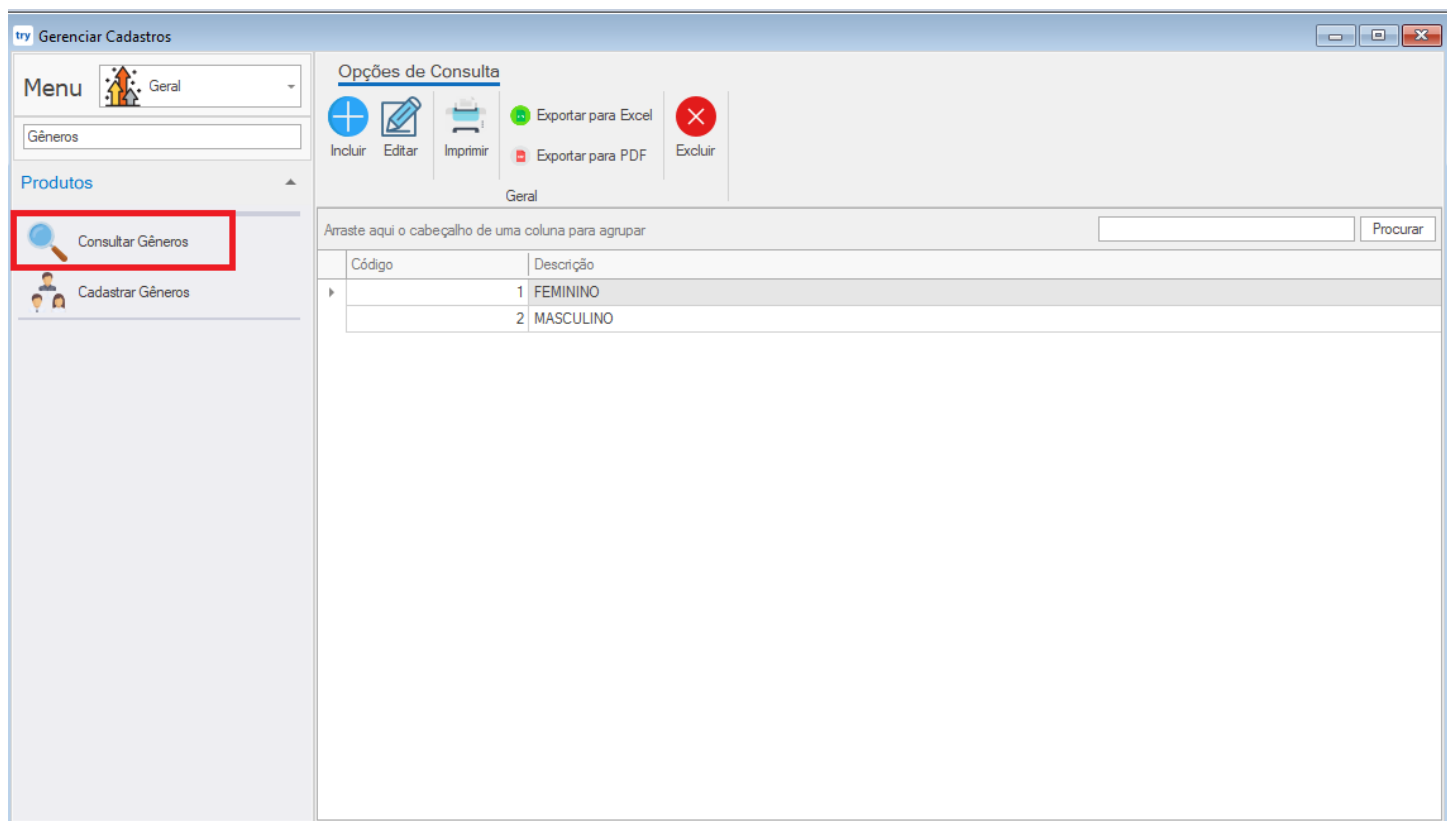 try Gerenciar Cadastros
Menu Geral
Gêneros
Produtos
Consultar Gêneros
Cadastrar Gêneros
Opções de Consulta
Incluir Editar Imprimir Exportar para Excel Exportar para PDF Excluir
Geral
Arraste aqui o cabeçalho de uma coluna para agrupar Procurar
Código Descrição
1 FEMININO
2 MASCULINO